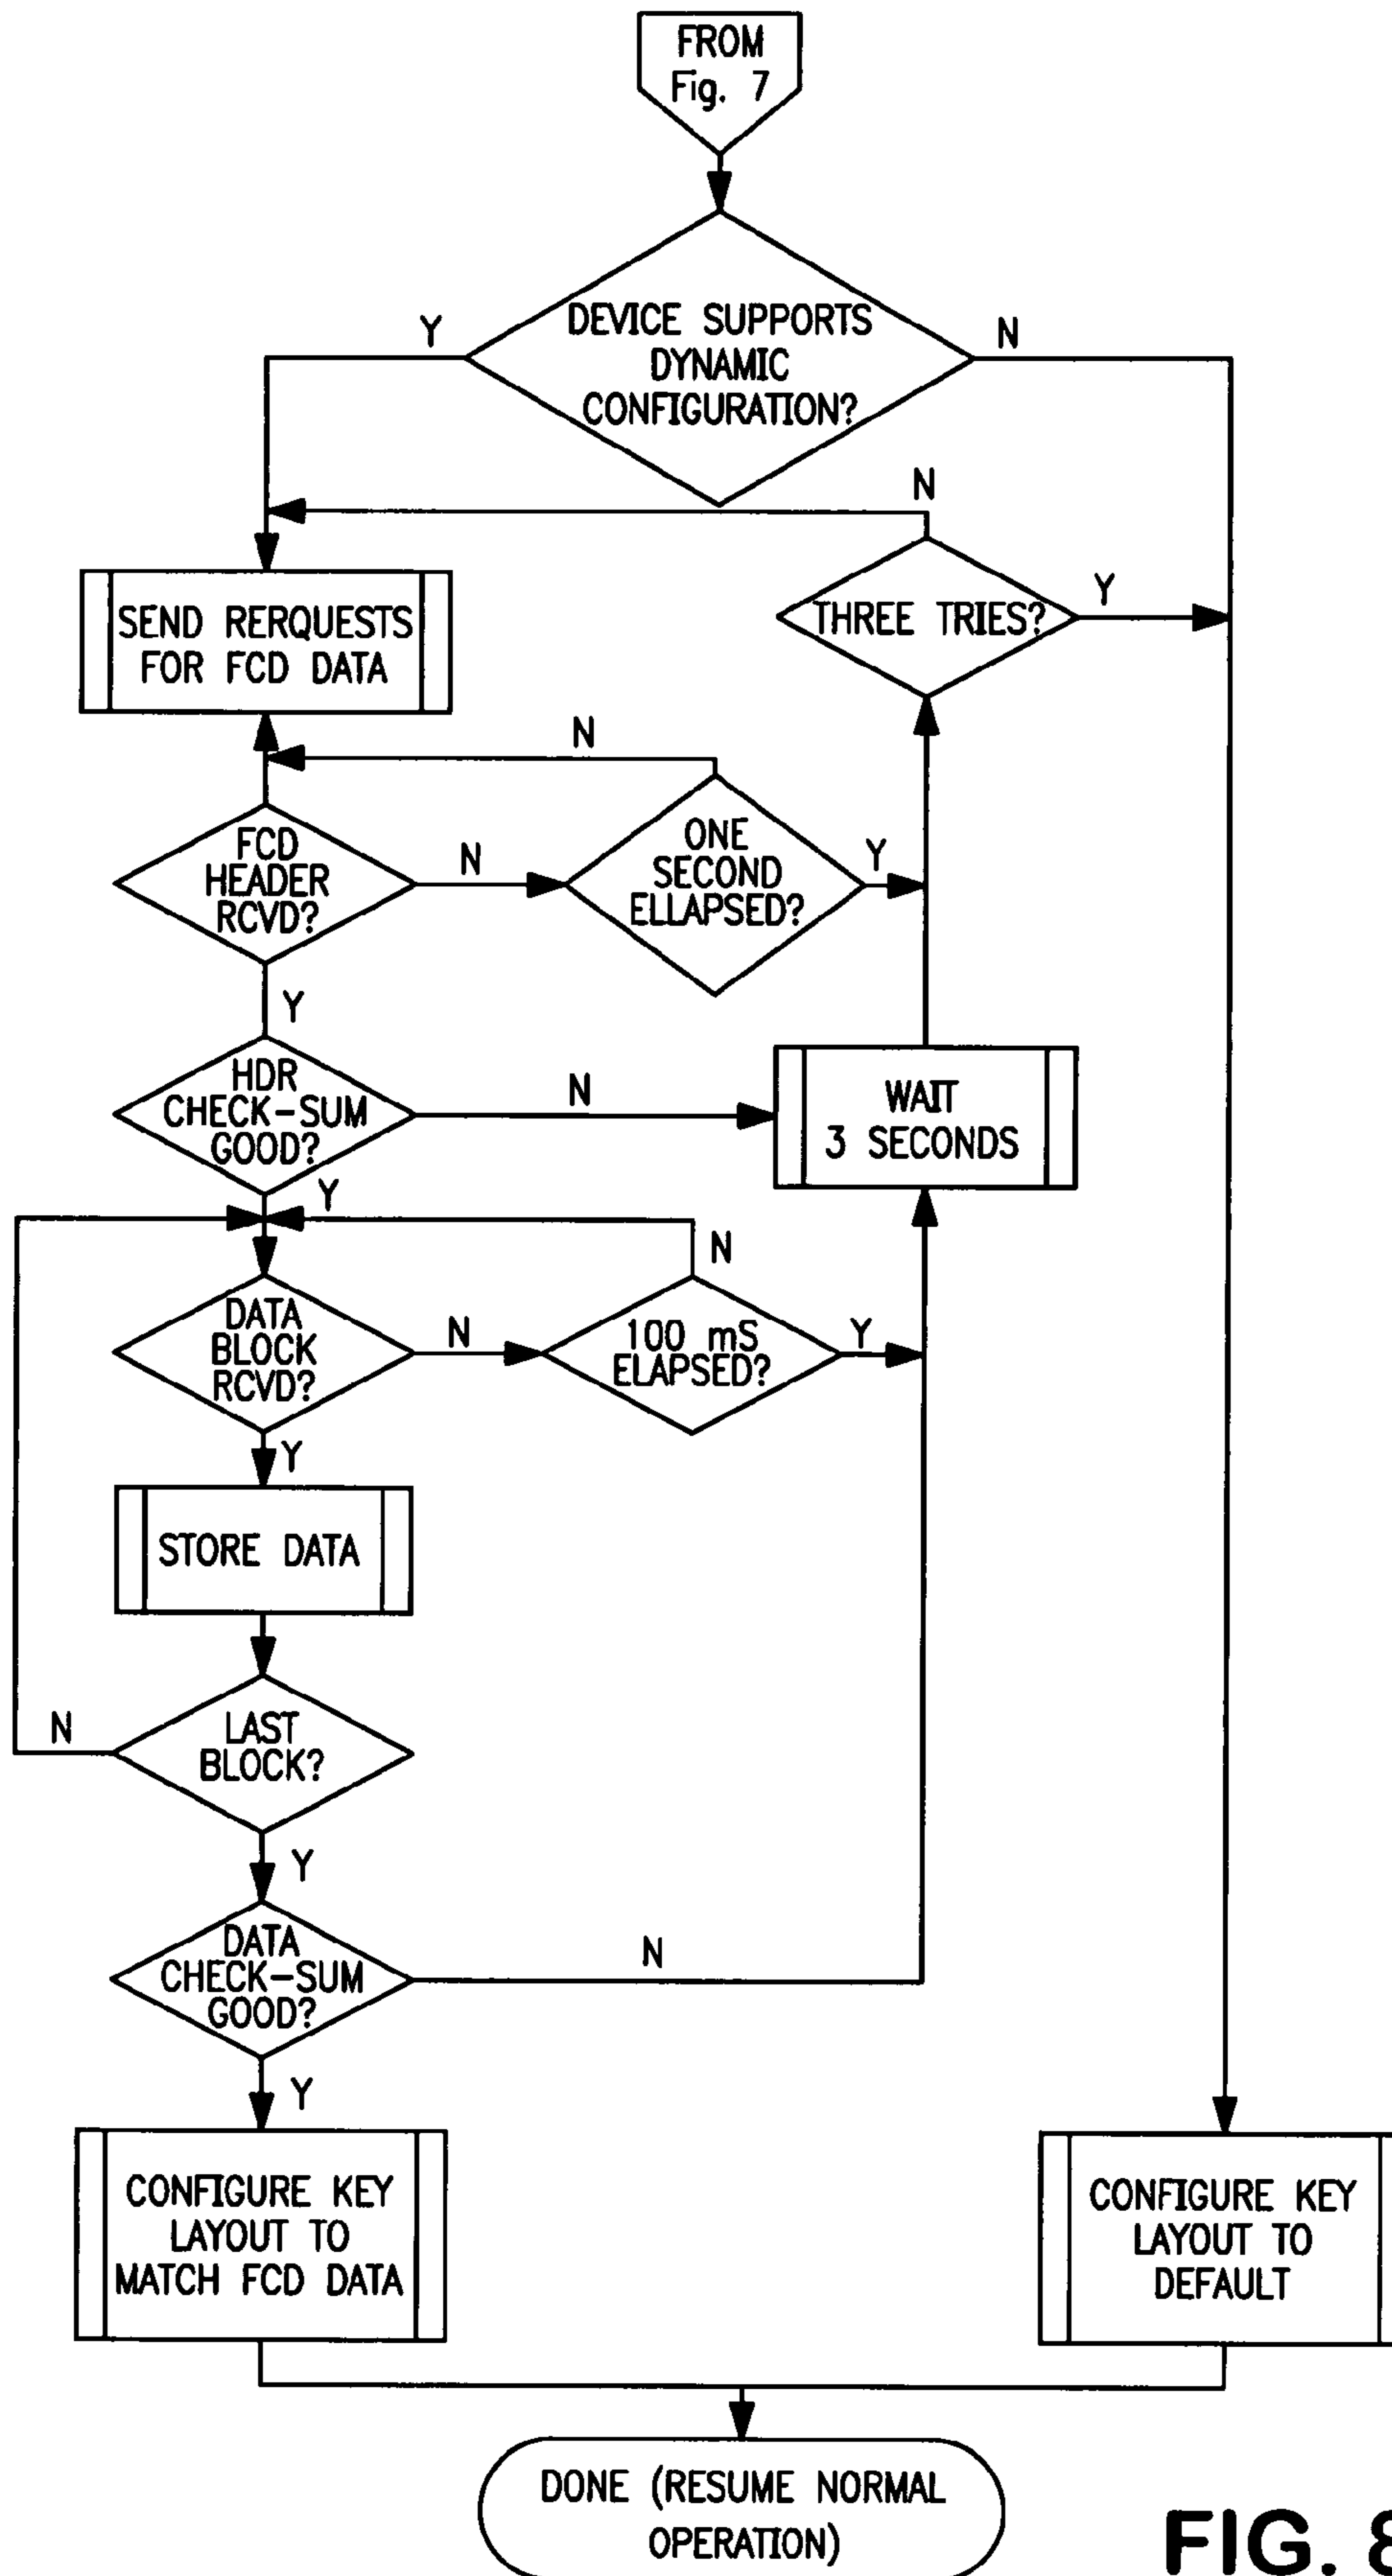 FROM
Fig. 7
DEVICE SUPPORTS
DYNAMIC
CONFIGURATION?
Y
N
N
SEND RERQUESTS
FOR FCD DATA
THREE TRIES?
Y
N
FCD
HEADER
RCVD?
N
ONE
SECOND
ELLAPSED?
Y
Y
HDR
CHECK-SUM
GOOD?
N
WAIT
3 SECONDS
Y
N
DATA
BLOCK
RCVD?
N
100 mS
ELAPSED?
Y
Y
STORE DATA
N
LAST
BLOCK?
Y
DATA
CHECK-SUM
GOOD?
N
Y
CONFIGURE KEY
LAYOUT TO
MATCH FCD DATA
CONFIGURE KEY
LAYOUT TO
DEFAULT
DONE (RESUME NORMAL
OPERATION)
FIG. 8